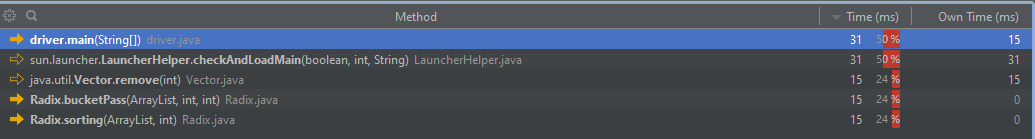 Method Time (ms) Own Time (ms)
driver.main(String[]) driver.java 31 50 % 15
sun.launcher.LauncherHelper.checkAndLoadMain(boolean, int, String) LauncherHelper.java 31 50 % 31
java.util.Vector.remove(int) Vector.java 15 24 % 15
Radix.bucketPass(ArrayList, int, int) Radix.java 15 24 % 0
Radix.sorting(ArrayList, int) Radix.java 15 24 % 0